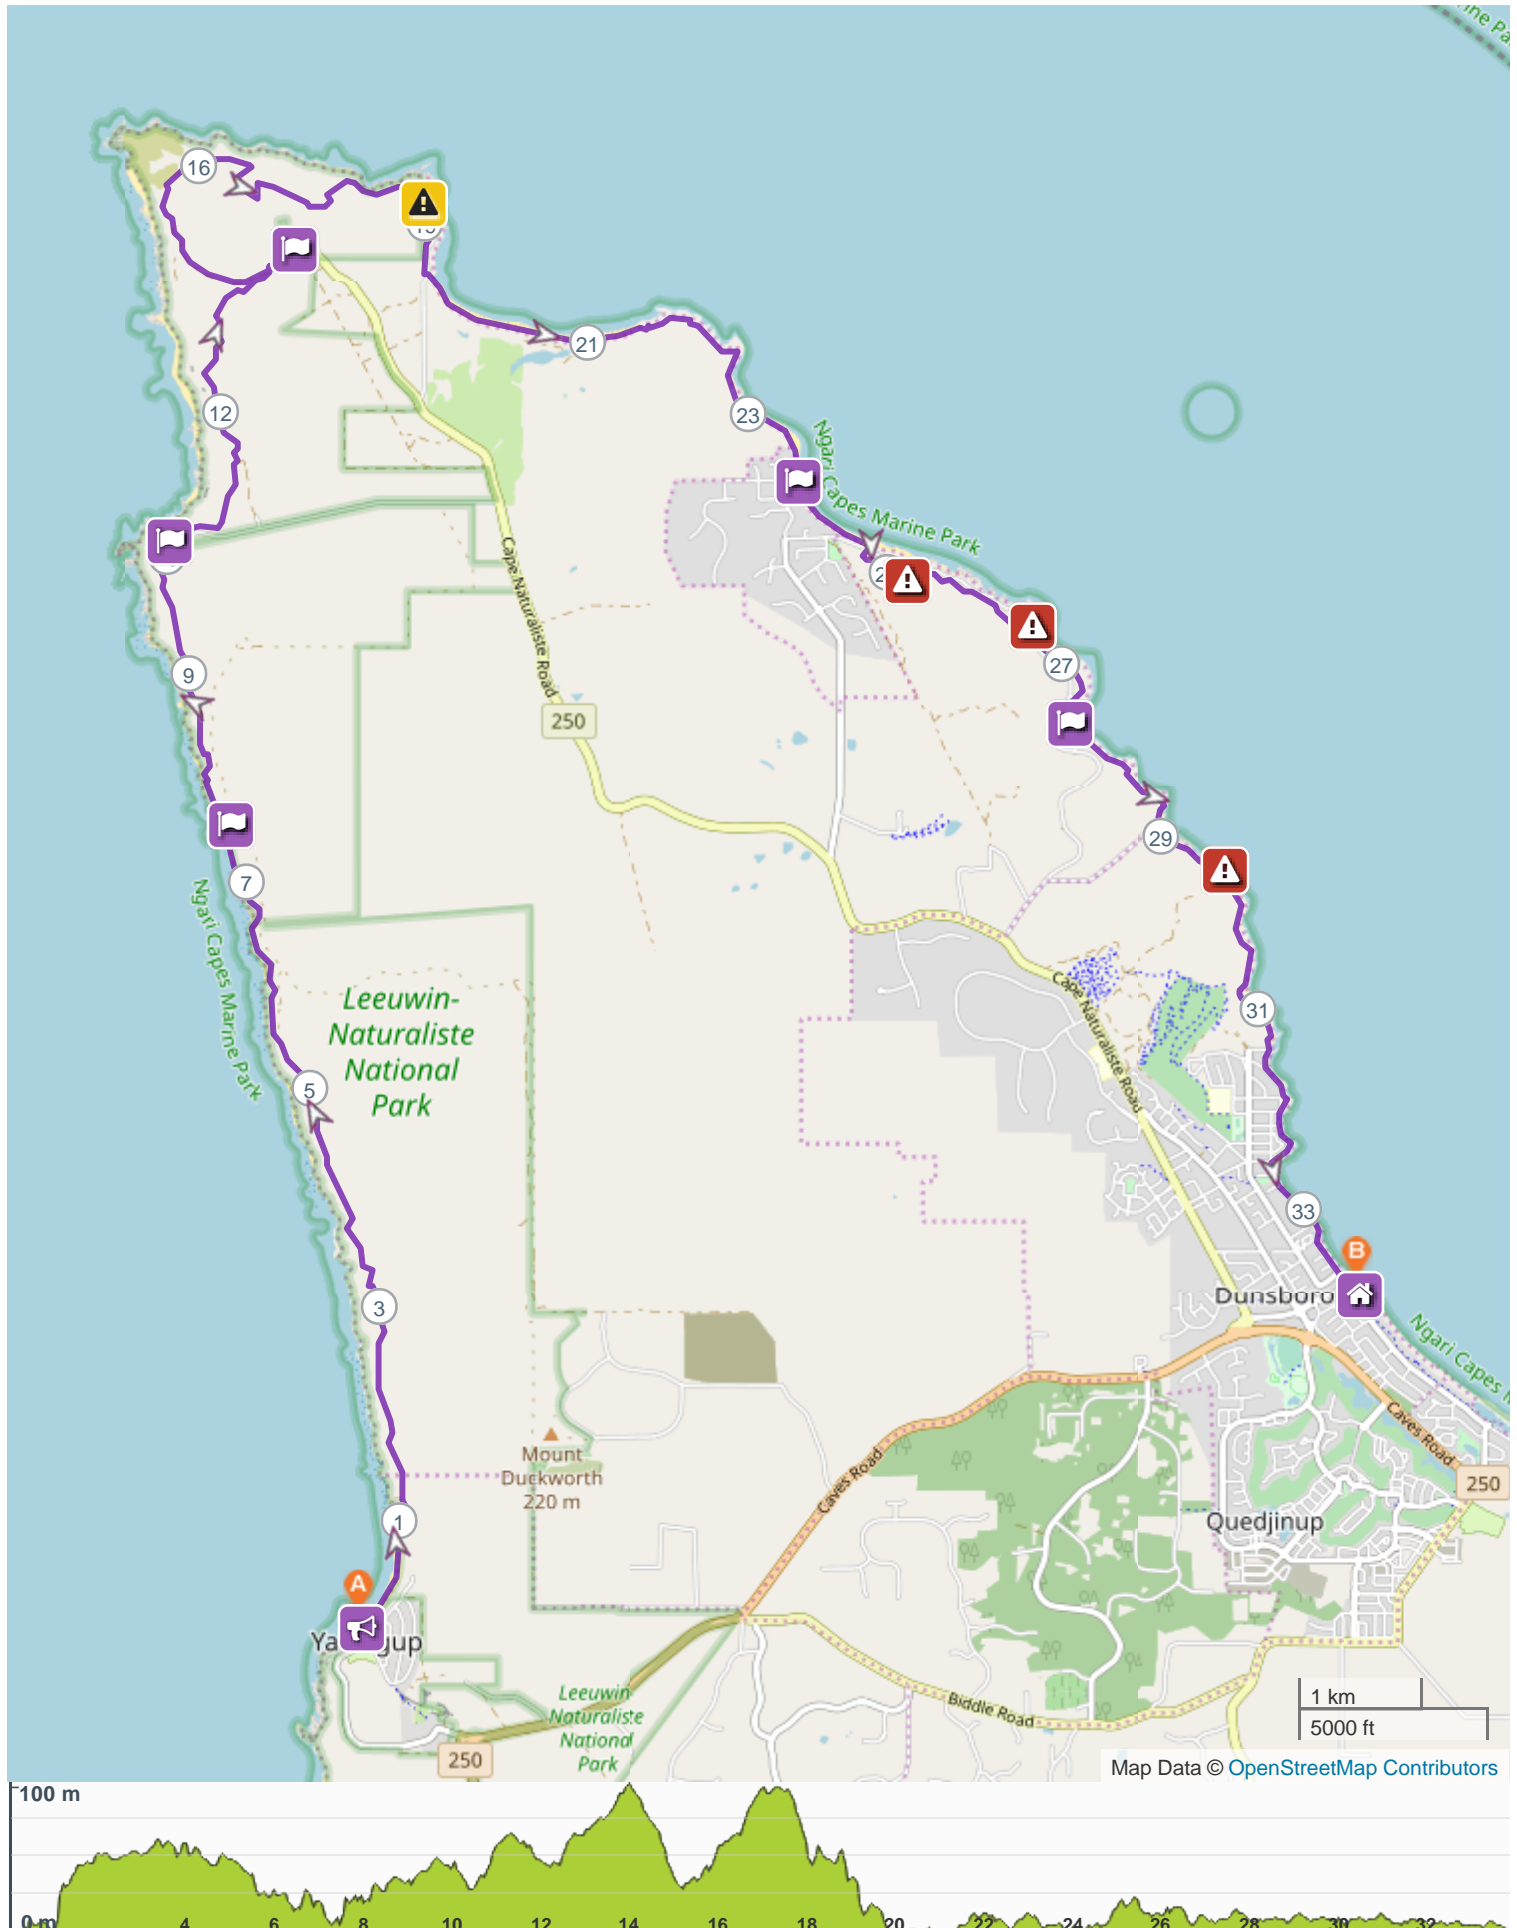 rine Pa
16
15
21
12
23
Ngari Capes Marine Park
27
9
Cape Naturaliste Road
250
29
7
Ngari Capes Marine Park
Leeuwin-
Naturaliste
National
Park
Cape Naturaliste Road
31
5
33
B
3
Dunsboro
Ngari Capes
Mount
Duckworth
220 m
Caves Road
Caves Road
250
1
Quedjinup
A
Leeuwin
Naturaliste
National
Park
Biddle Road
250
1 km
5000 ft
Map Data © OpenStreetMap Contributors
100 m
0 m 4 6 8 10 12 14 16 18 20 22 24 26 28 30 32